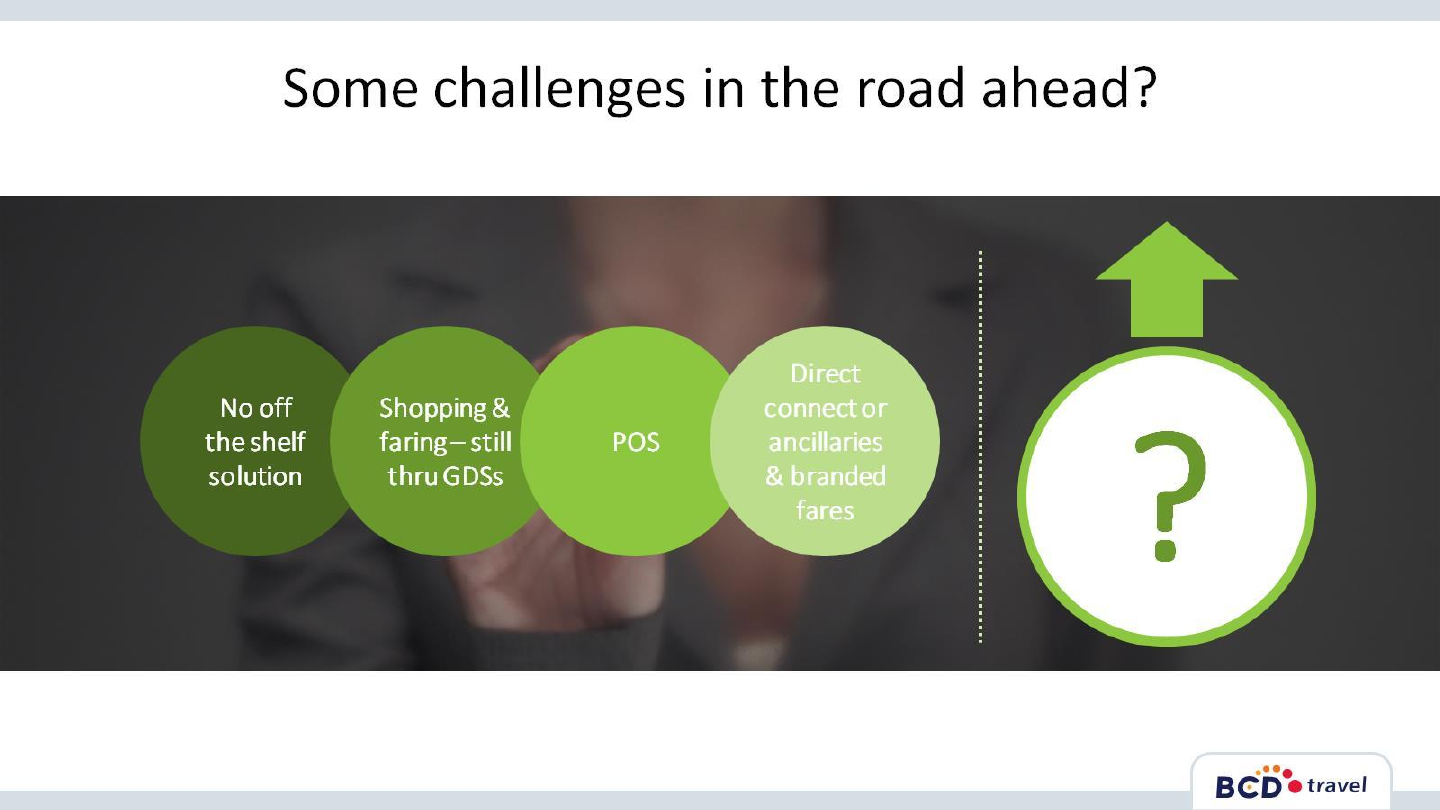 Some challenges in the road ahead?
No off
the shelf
solution
Shopping &
faring – still
thru GDSs
POS
Direct
connect or
ancillaries
& branded
fares
?
BCD travel